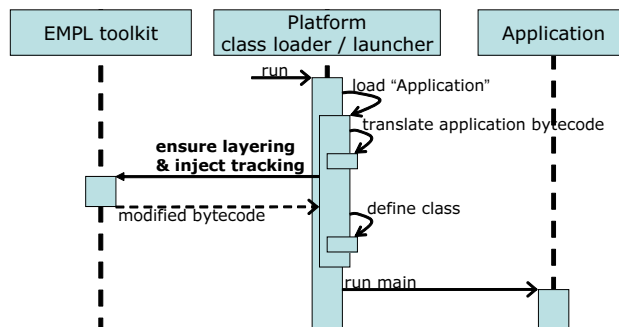 EMPL toolkit
Platform
class loader / launcher
Application
run
load “Application”
translate application bytecode
ensure layering
& inject tracking
modified bytecode
define class
run main